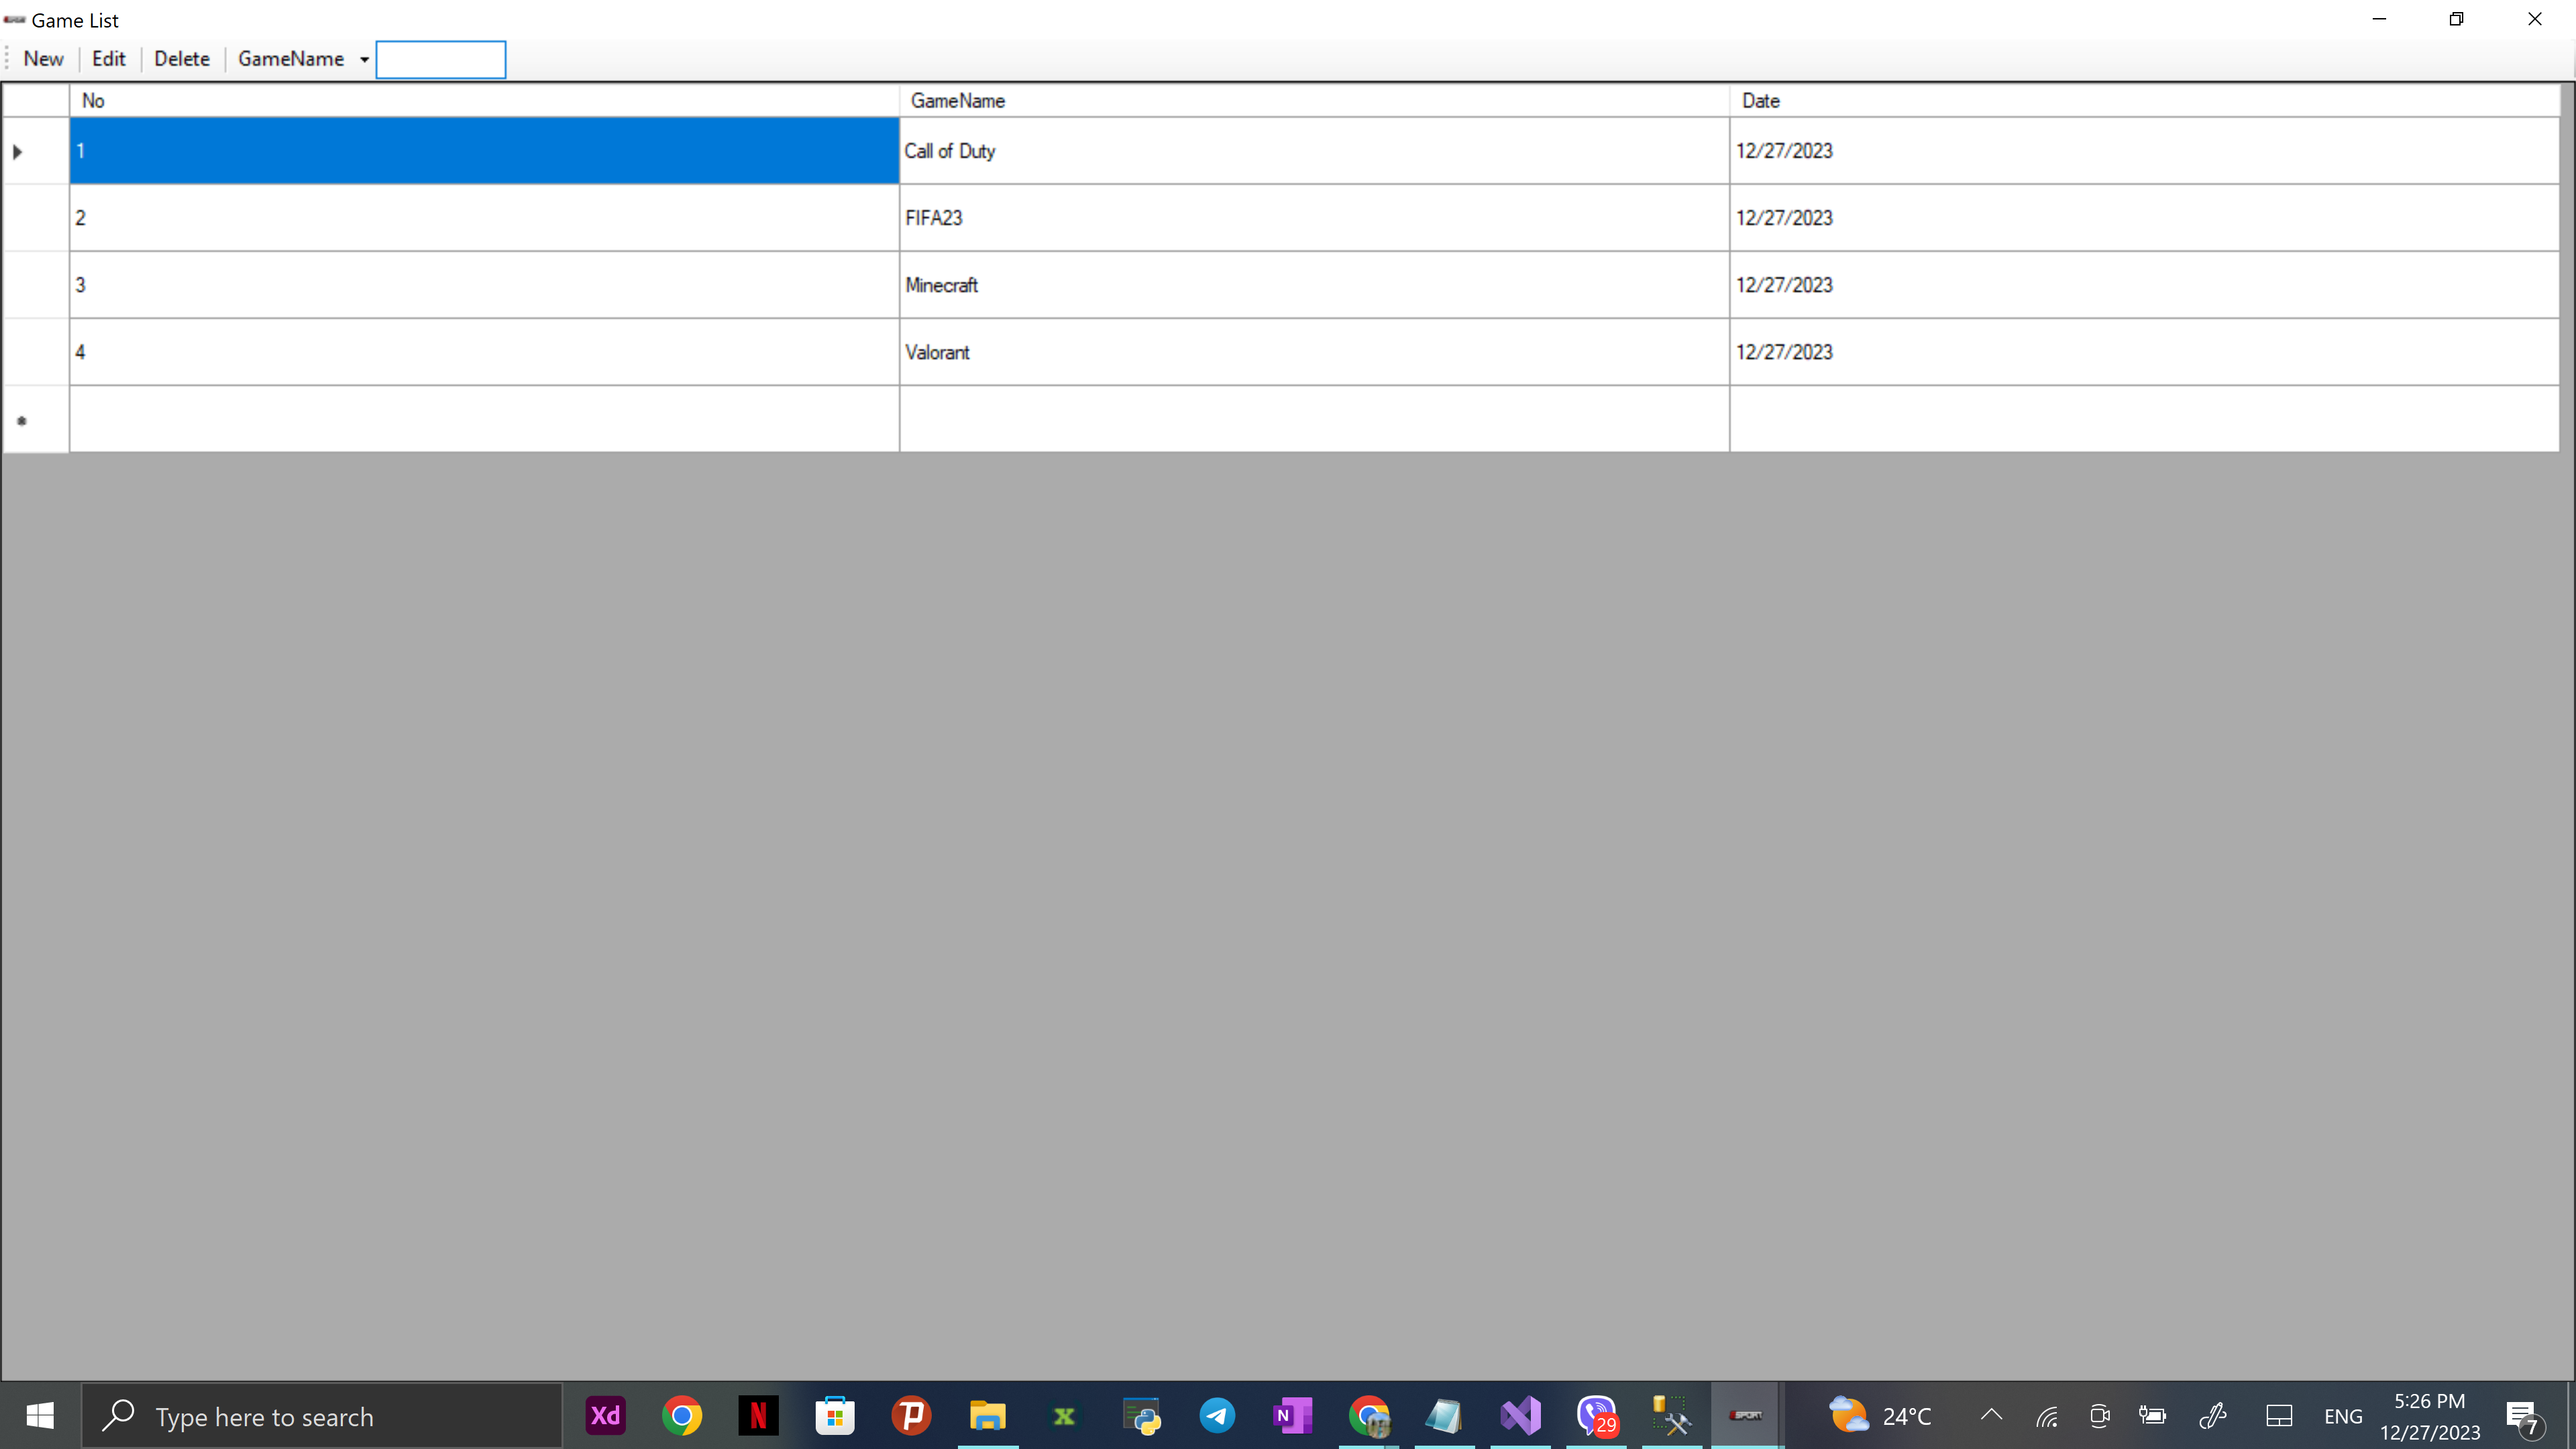 Game List
New Edit Delete GameName
No GameName Date
1 Call of Duty 12/27/2023
2 FIFA23 12/27/2023
3 Minecraft 12/27/2023
4 Valorant 12/27/2023
Type here to search
Xd
N
X
N
29
24°C
ENG
5:26 PM
12/27/2023
7